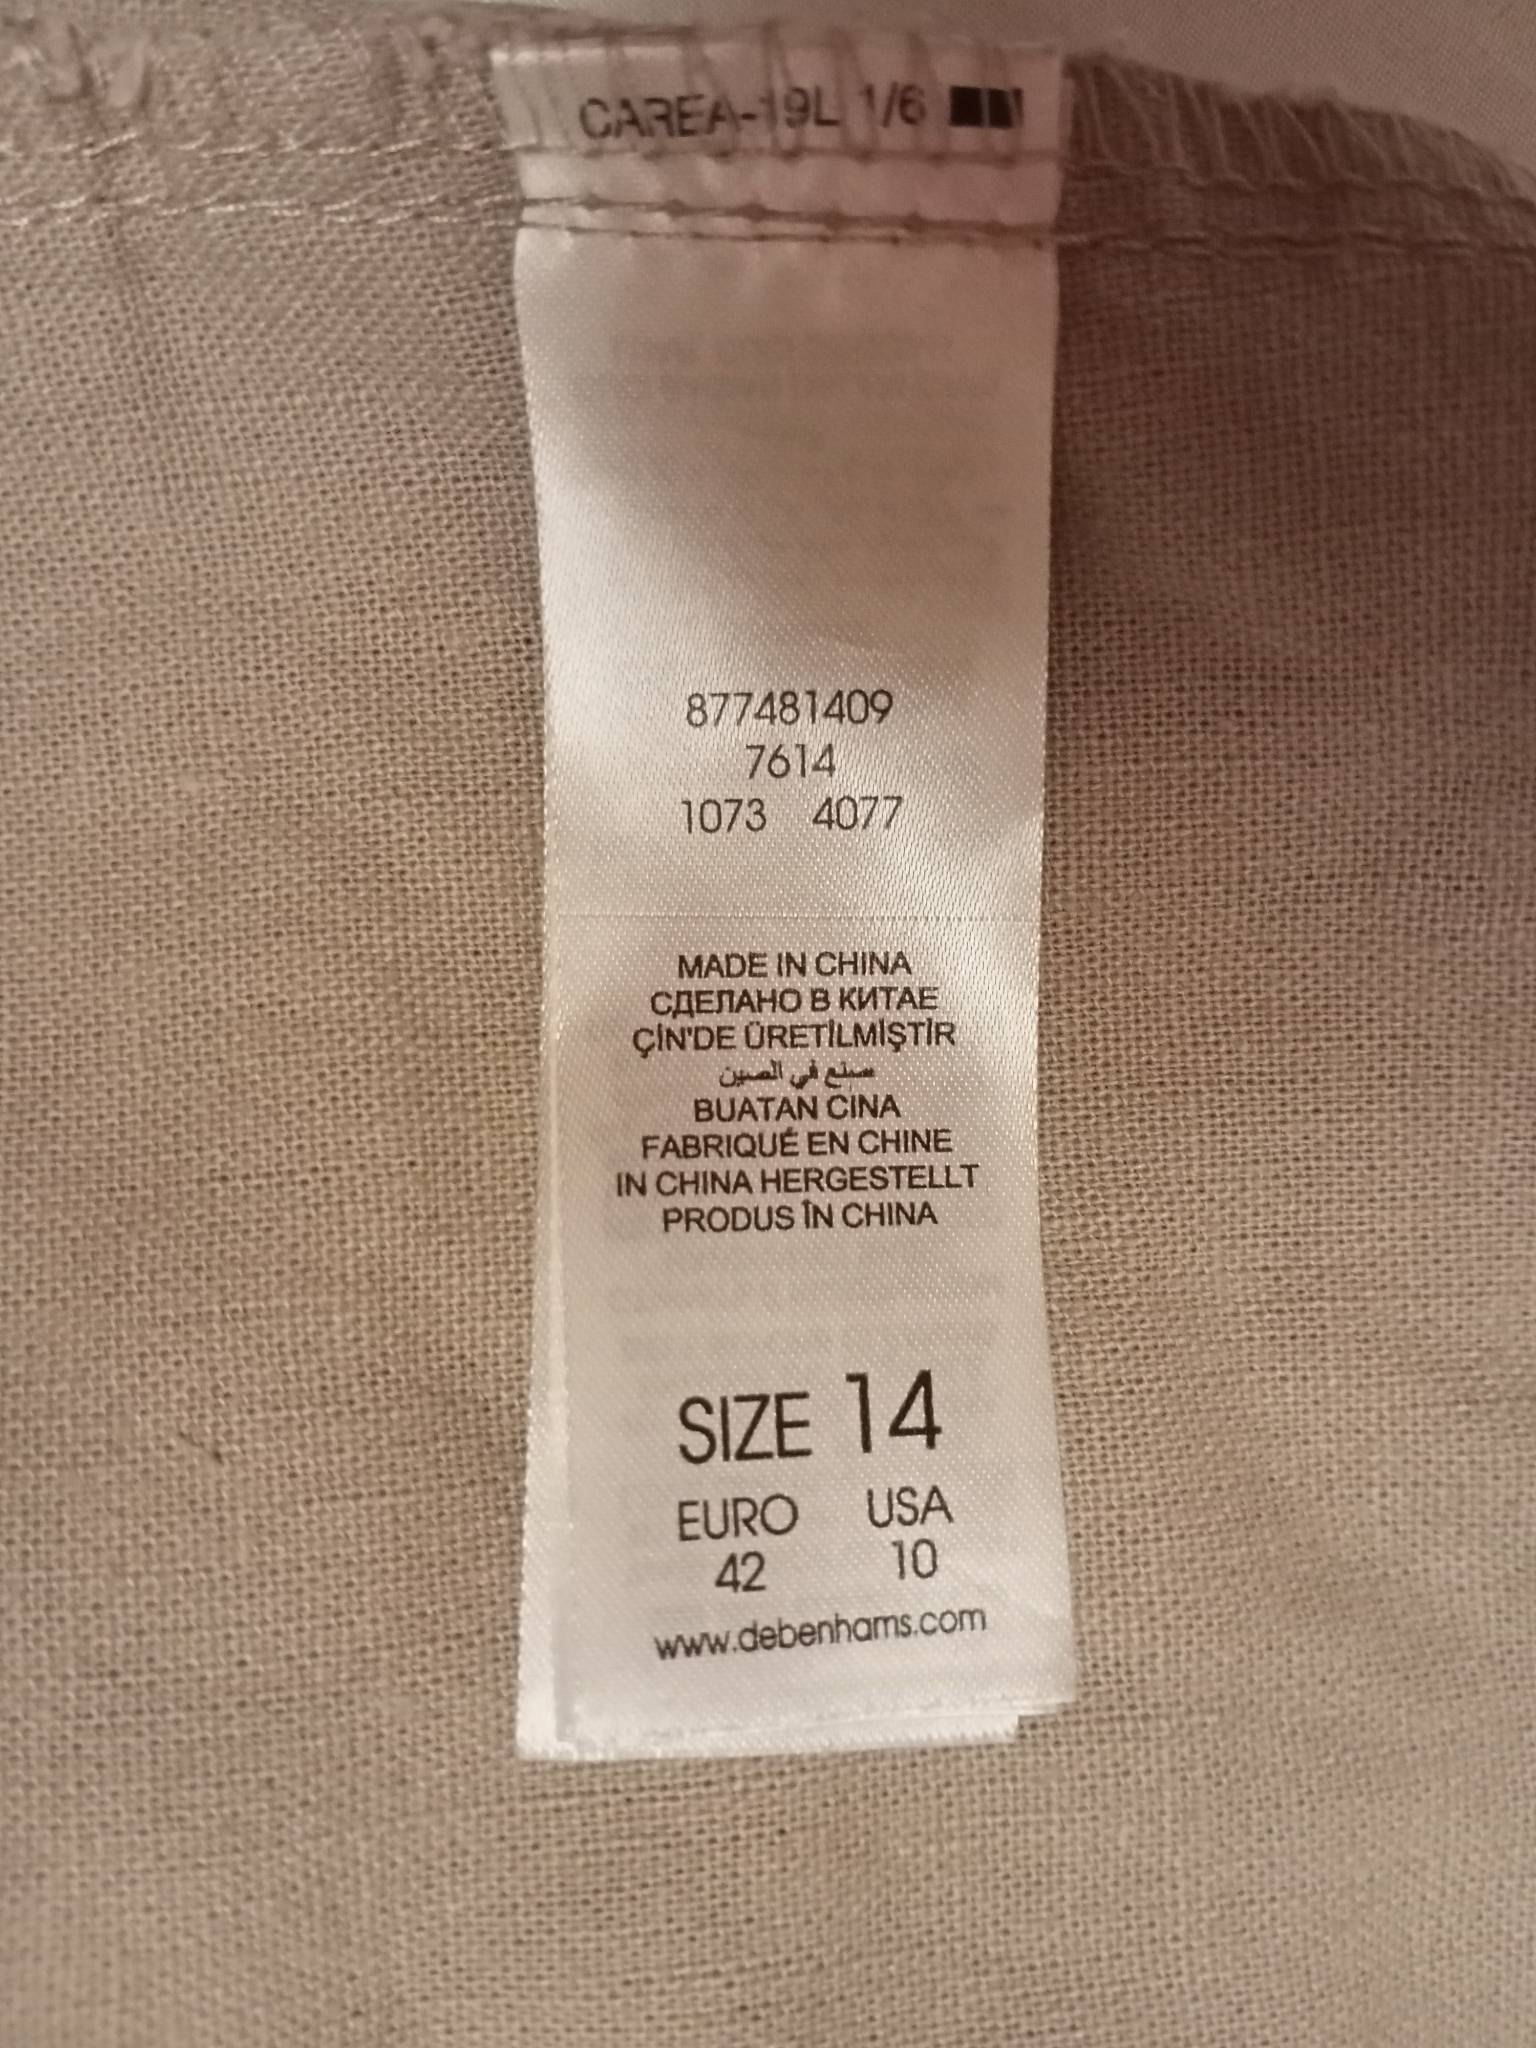 CAREA-19L 1/6
877481409
7614
1073 4077
MADE IN CHINA
СДЕЛАНО В КИТАЕ
ÇİN'DE ÜRETİLMİŞTİR
صنع في الصين
BUATAN CINA
FABRIQUÉ EN CHINE
IN CHINA HERGESTELLT
PRODUS ÎN CHINA
SIZE 14
EURO USA
42 10
www.debenhams.com